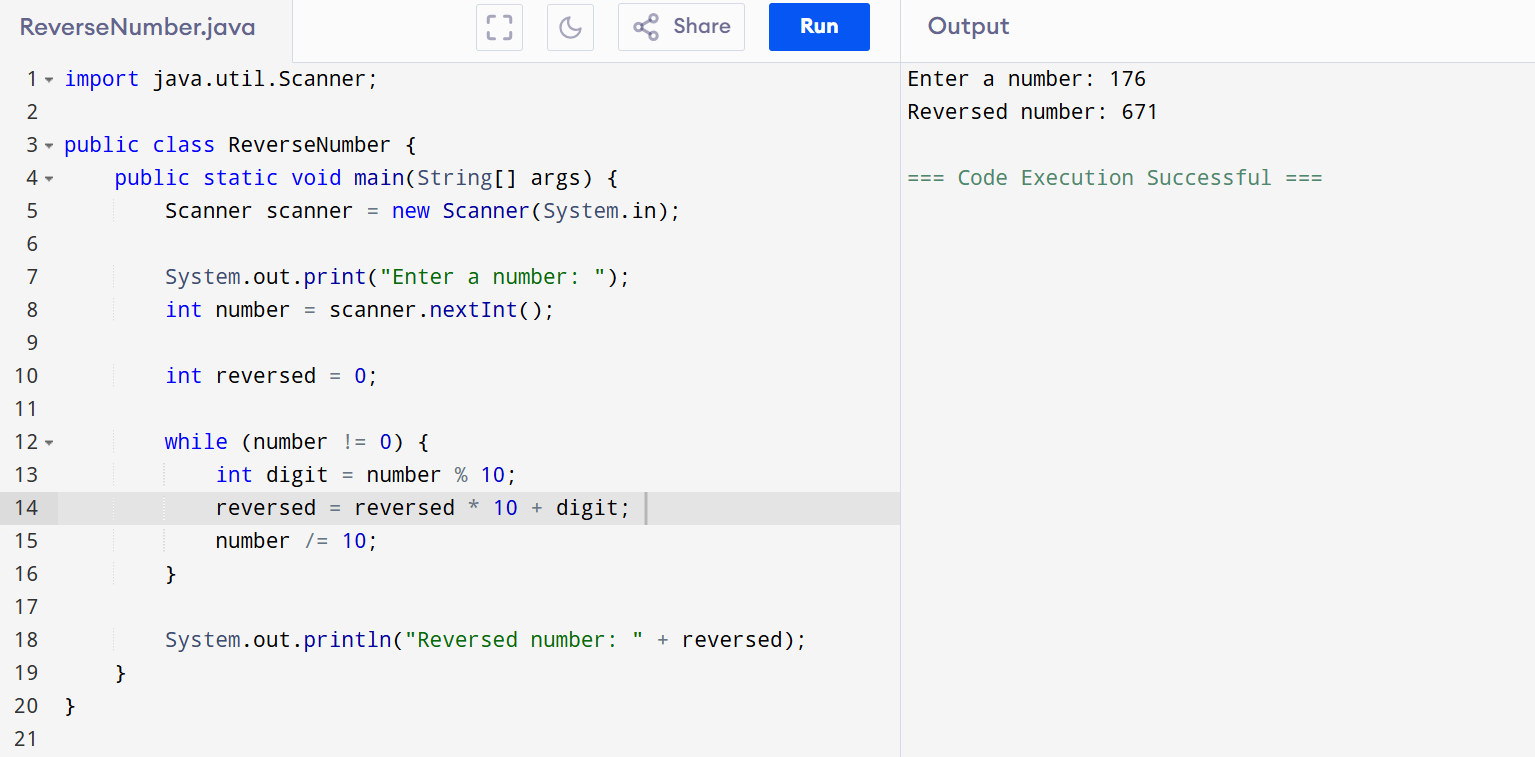 ReverseNumber.java
Share
Run
Output
1 import java.util.Scanner;
2
3 public class ReverseNumber {
4     public static void main(String[] args) {
5         Scanner scanner = new Scanner(System.in);
6
7         System.out.print("Enter a number: ");
8         int number = scanner.nextInt();
9
10         int reversed = 0;
11
12         while (number != 0) {
13             int digit = number % 10;
14             reversed = reversed * 10 + digit;
15             number /= 10;
16         }
17
18         System.out.println("Reversed number: " + reversed);
19     }
20 }
21
Enter a number: 176
Reversed number: 671
=== Code Execution Successful ===